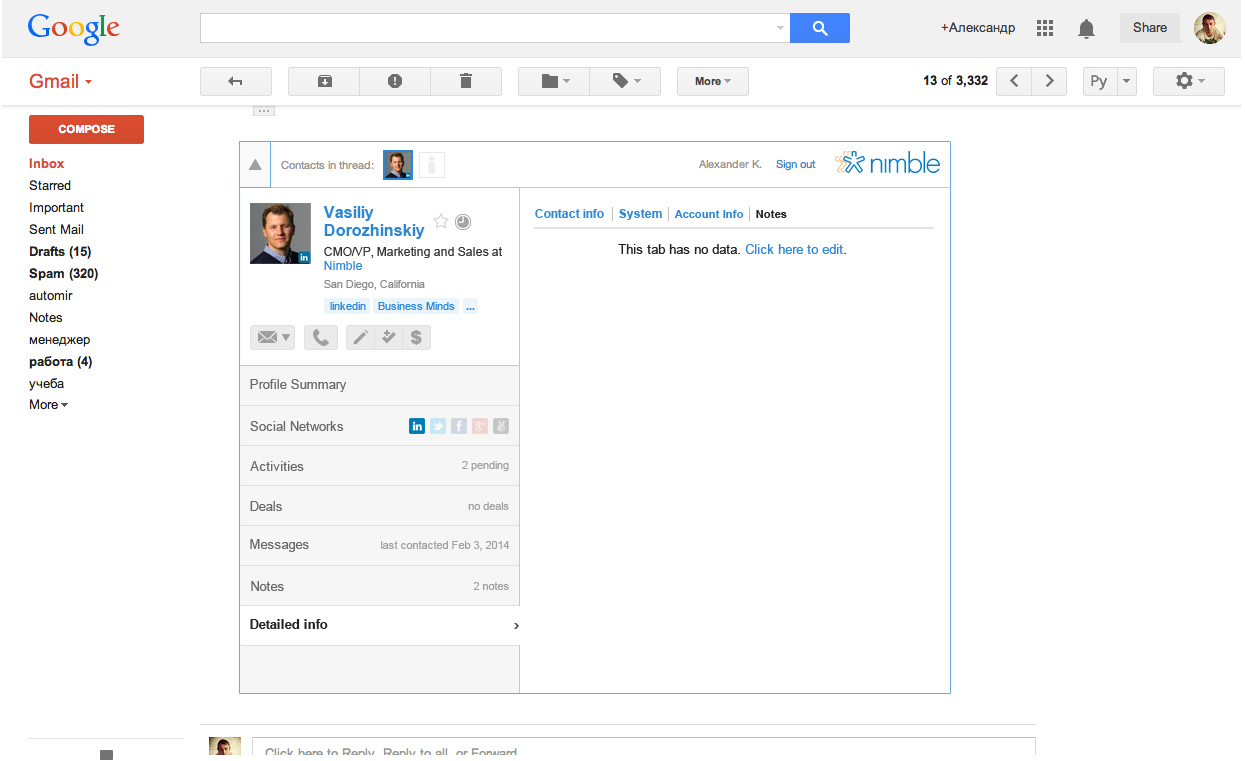 Google
+Александр
Share
Gmail
More
13 of 3,332
Ру
COMPOSE
Inbox
Starred
Important
Sent Mail
Drafts (15)
Spam (320)
automir
Notes
менеджер
работа (4)
учеба
More
Contacts in thread:
Alexander K.
Sign out
nimble
Vasiliy
Dorozhinskiy
in
CMO/VP, Marketing and Sales at
Nimble
San Diego, California
linkedin Business Minds ...
$
Profile Summary
Social Networks
in f g+
Activities 2 pending
Deals no deals
Messages last contacted Feb 3, 2014
Notes 2 notes
Detailed info
Contact info System Account Info Notes
This tab has no data. Click here to edit.
Click here to Reply, Reply to all, or Forward